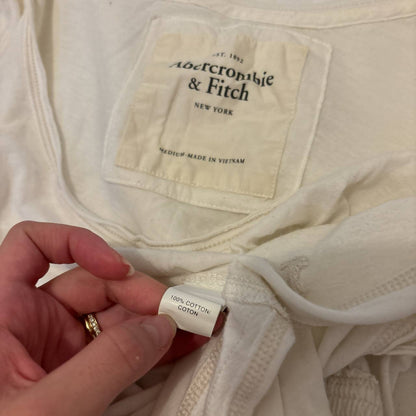 EST. 1892
Abercrombie
& Fitch
NEW YORK
MEDIUM-MADE IN VIETNAM
100% COTTON:
COTON